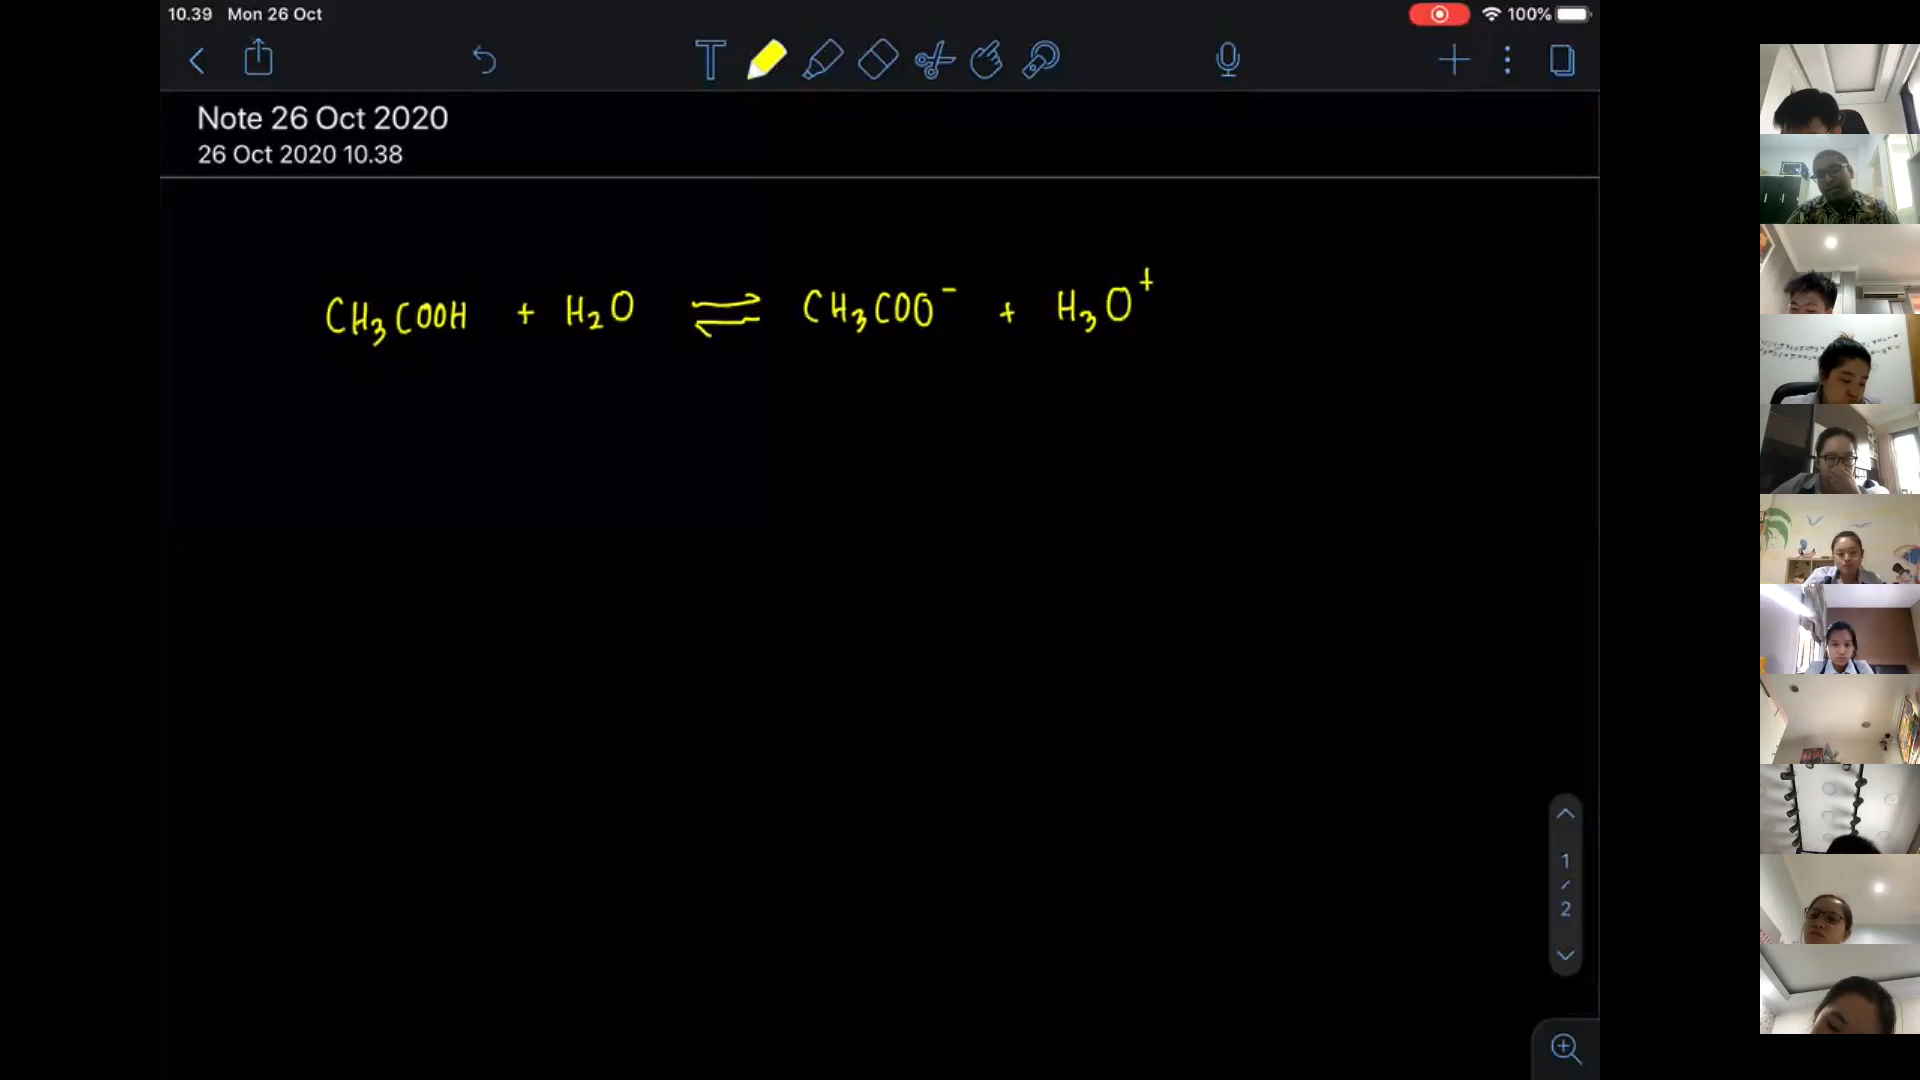 10.39 Mon 26 Oct 100%
T
Note 26 Oct 2020
26 Oct 2020 10.38
CH₃COOH + H₂O ⇌ CH₃COO⁻ + H₃O⁺
1
/
2